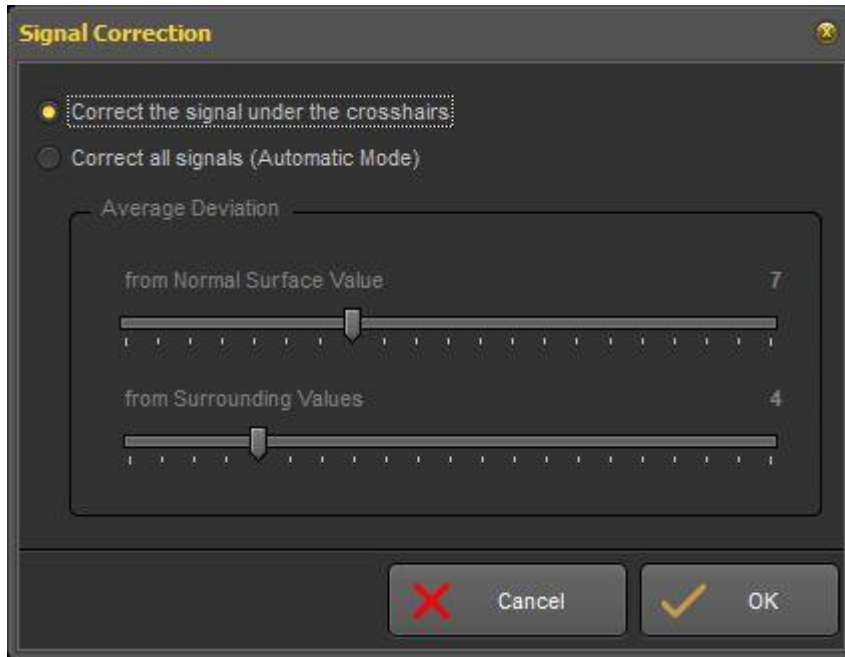 Signal Correction
Correct the signal under the crosshairs
Correct all signals (Automatic Mode)
Average Deviation
from Normal Surface Value 7
from Surrounding Values 4
Cancel OK